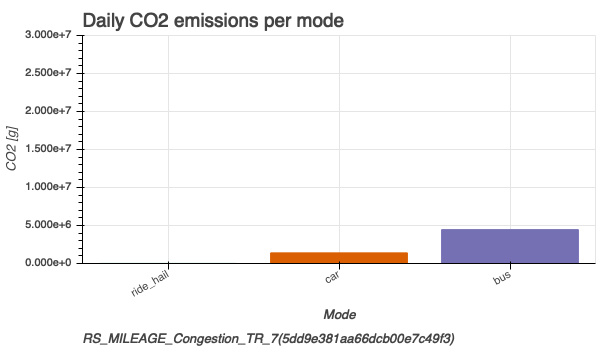 Daily CO2 emissions per mode
3.000e+7
2.500e+7
2.000e+7
1.500e+7
1.000e+7
5.000e+6
0.000e+0
CO2 [g]
ride_hail
car
bus
Mode
RS_MILEAGE_Congestion_TR_7(5dd9e381aa66dcb00e7c49f3)